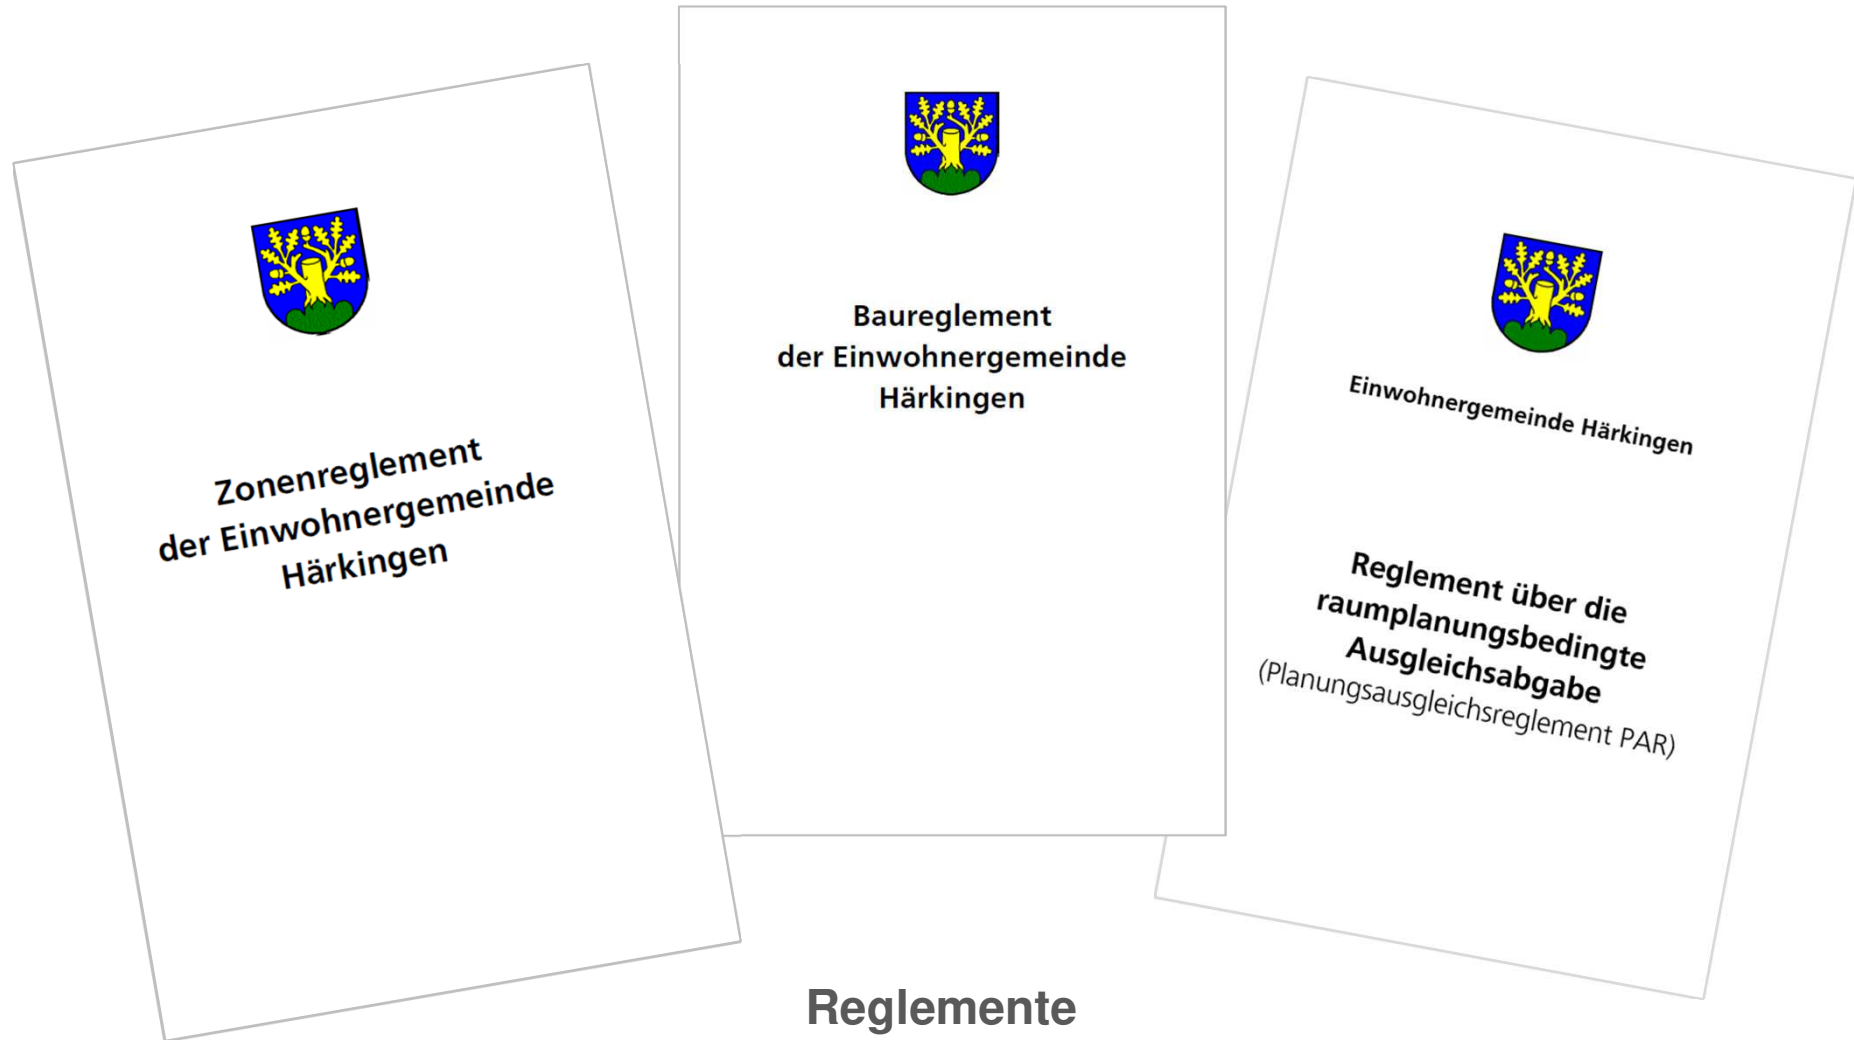 Zonenreglement
der Einwohnergemeinde
Härkingen
Baureglement
der Einwohnergemeinde
Härkingen
Einwohnergemeinde Härkingen
Reglement über die
raumplanungsbedingte
Ausgleichsabgabe
(Planungsausgleichsreglement PAR)
Reglemente